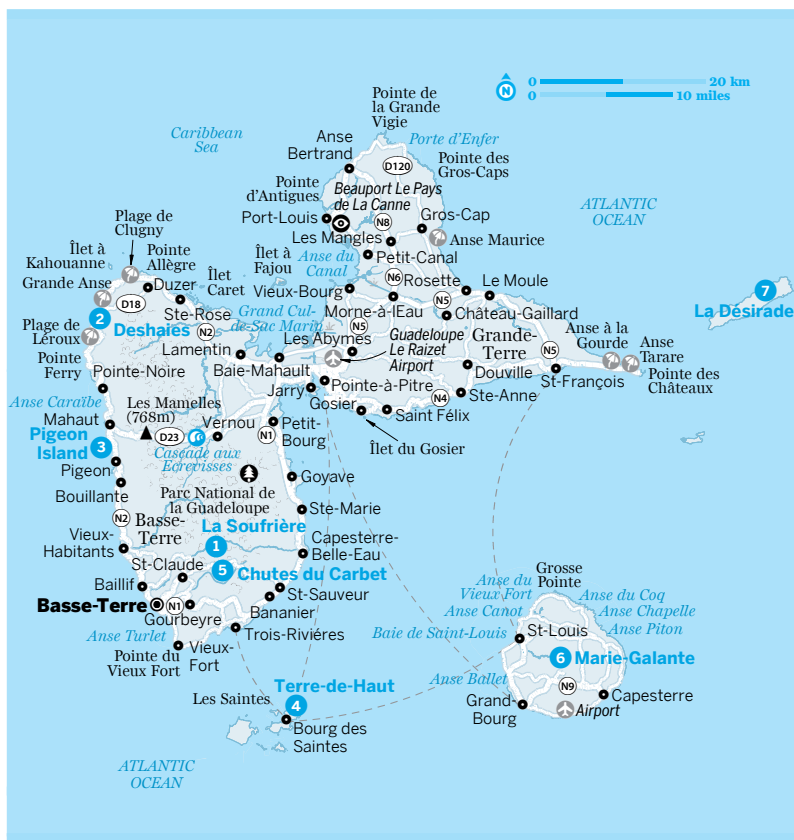 Pointe de
la Grande
Vigie
N
0
20 km
0
10 miles
Caribbean
Sea
Anse
Bertrand
Porte d'Enfer
D120
Pointe des
Gros-Caps
Pointe
d'Antigues
Beauport Le Pays
de La Canne
ATLANTIC
OCEAN
Plage de
Clugny
Port-Louis
N8
Gros-Cap
Les Mangles
Anse Maurice
Îlet à
Kahouanne
Pointe
Allègre
Îlet à
Fajou
Anse du
Canal
Petit-Canal
Grande Anse
Duzer
Îlet
Caret
Vieux-Bourg
N6
Rosette
Le Moule
7
La Désirade
D18
Ste-Rose
Grand Cul-
de-Sac Marin
Morne-à-lEau
N5
Château-Gaillard
2
Deshaies
N2
N5
Les Abymes
Guadeloupe
Le Raizet
Airport
Grande-
Terre
Anse à la
Gourde
Anse
Tarare
Plage de
Léroux
Lamentin
Baie-Mahault
N5
Pointe
Ferry
Pointe-Noire
Jarry
Pointe-à-Pitre
Douville
St-François
Pointe des
Châteaux
Anse Caraïbe
Les Mamelles
(768m)
Gosier
Saint Félix
N4
Ste-Anne
Mahaut
Vernou
Petit-
Bourg
Îlet du Gosier
Pigeon
Island
3
D23
N1
Cascade aux
Ecrevisses
Pigeon
Bouillante
Parc National de
la Guadeloupe
Goyave
N2
Basse-
Terre
La Soufrière
1
Ste-Marie
Vieux-
Habitants
Capesterre-
Belle-Eau
St-Claude
5
Chutes du Carbet
Baillif
St-Sauveur
Basse-Terre
N1
Gourbeyre
Bananier
Anse Turlet
Trois-Riviéres
Pointe du
Vieux Fort
Vieux-
Fort
Grosse
Pointe
Anse du
Vieux Fort
Anse du Coq
Anse Canot
Anse Chapelle
Baie de Saint-Louis
St-Louis
Anse Piton
6
Marie-Galante
Anse Ballet
N9
Grand-
Bourg
Capesterre
Airport
Les Saintes
Terre-de-Haut
4
Bourg des
Saintes
ATLANTIC
OCEAN